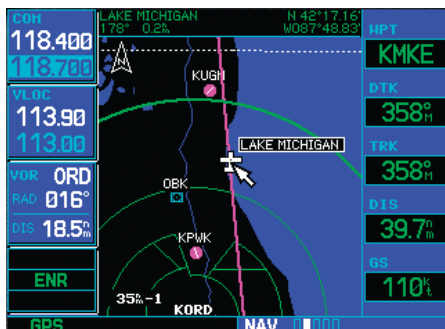 COM
118.400
118.700
VLOC
113.90
113.00
VOR ORD
RAD 016°
DIS 18.5nm
ENR
GPS
LAKE MICHIGAN
178° 0.2nm
N 42°17.16'
W087°48.83'
N
KUGN
LAKE MICHIGAN
OBK
KPWK
35nm-1
KORD
NAV
WPT
KMKE
DTK
358°M
TRK
358°M
DIS
39.7nm
GS
110kt